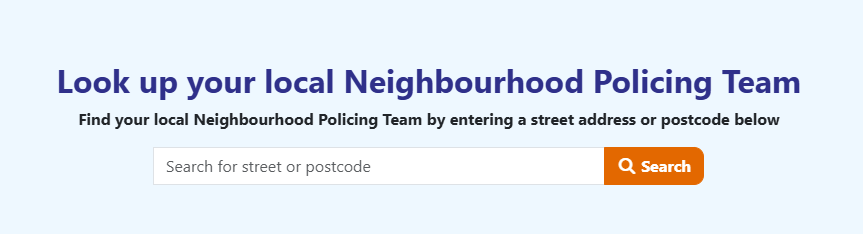 Look up your local Neighbourhood Policing Team
Find your local Neighbourhood Policing Team by entering a street address or postcode below
Search for street or postcode
Search